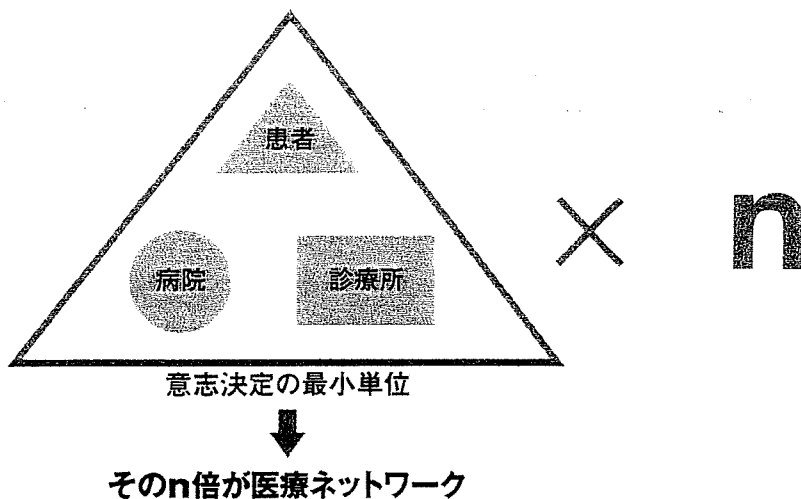 患者
病院
診療所
× n
意志決定の最小単位
そのn倍が医療ネットワーク